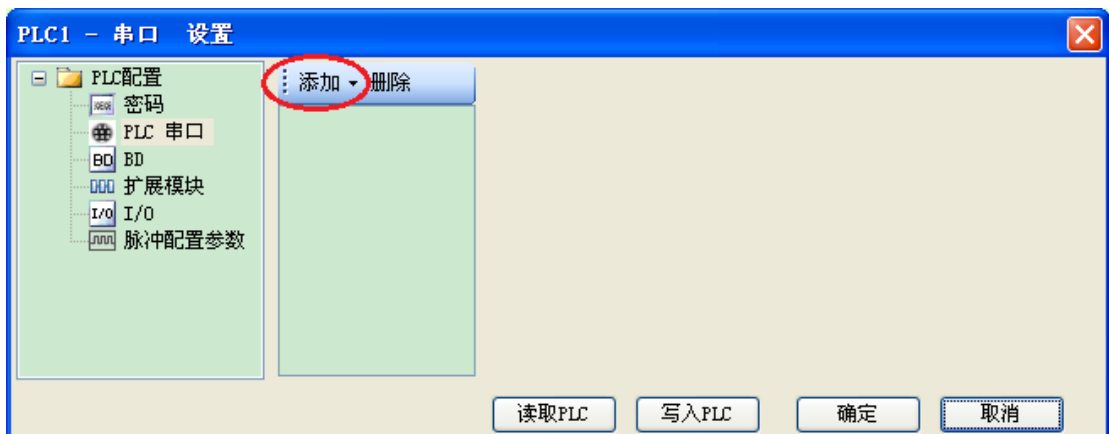 PLC1 - 串口 设置
PLC配置
密码
PLC 串口
BD BD
扩展模块
I/O I/O
脉冲配置参数
添加 删除
读取PLC 写入PLC 确定 取消